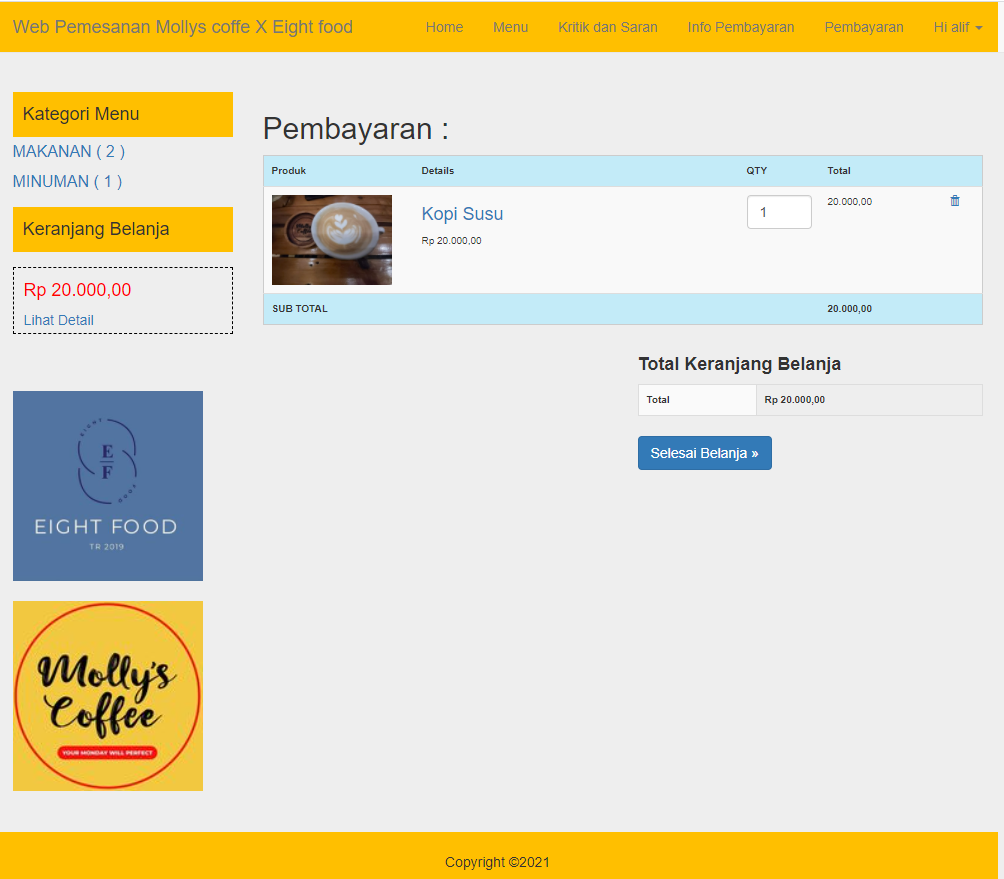 Web Pemesanan Mollys coffe X Eight food
Home Menu Kritik dan Saran Info Pembayaran Pembayaran Hi alif
Kategori Menu
MAKANAN ( 2 )
MINUMAN ( 1 )
Keranjang Belanja
Rp 20.000,00
Lihat Detail
EIGHT
E
F
FOOD
EIGHT FOOD
TR 2019
Molly's
Coffee
YOUR MONDAY WILL PERFECT
Pembayaran :
Produk Details QTY Total
Kopi Susu 1 20.000,00
Rp 20.000,00
SUB TOTAL 20.000,00
Total Keranjang Belanja
Total Rp 20.000,00
Selesai Belanja »
Copyright ©2021